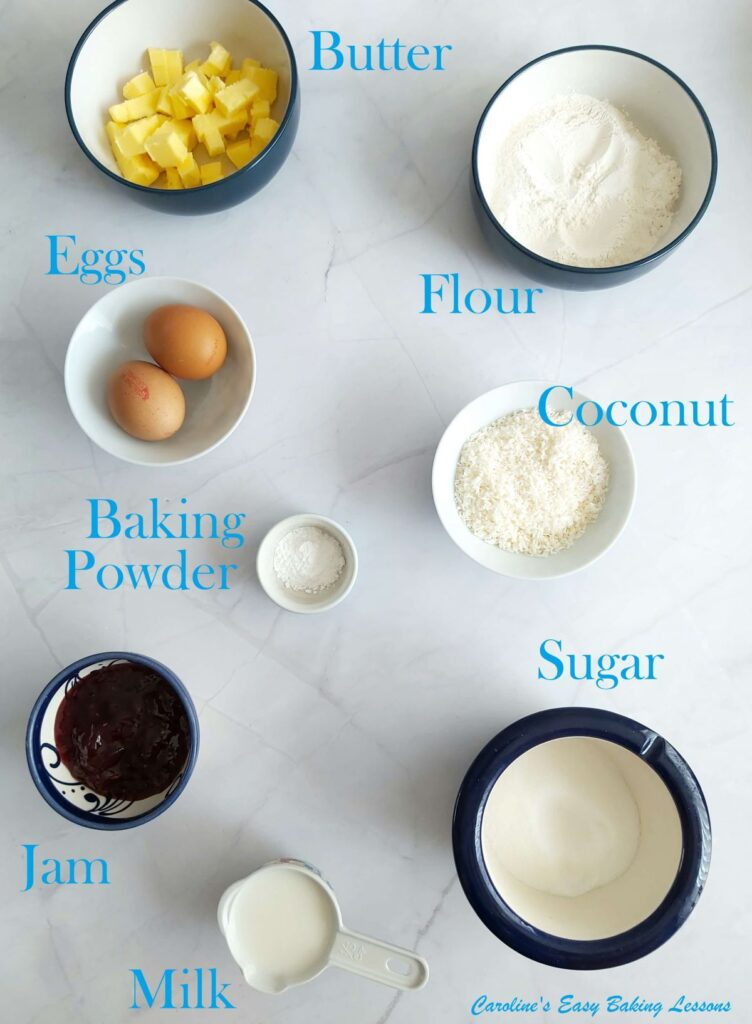 Butter
Eggs
Flour
Coconut
Baking
Powder
Sugar
Jam
Milk
Caroline's Easy Baking Lessons